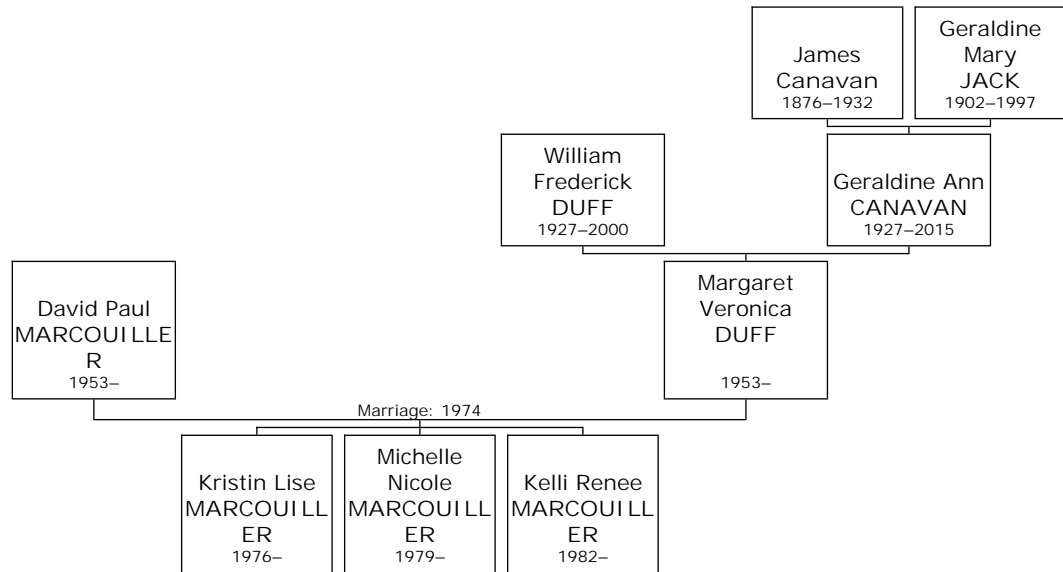 James
Canavan
1876–1932
Geraldine
Mary
JACK
1902–1997
William
Frederick
DUFF
1927–2000
Geraldine Ann
CANAVAN
1927–2015
David Paul
MARCOUILLE
R
1953–
Margaret
Veronica
DUFF
1953–
Marriage: 1974
Kristin Lise
MARCOUILL
ER
1976–
Michelle
Nicole
MARCOUILL
ER
1979–
Kelli Renee
MARCOUILL
ER
1982–